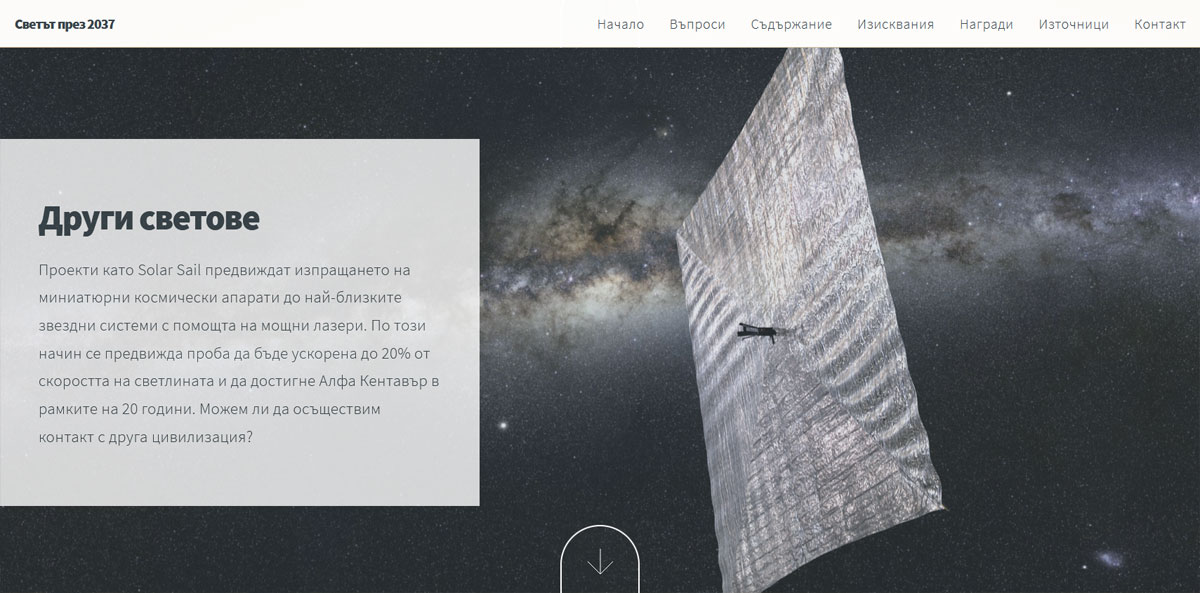 Светът през 2037
Начало Въпроси Съдържание Изисквания Награди Източници Контакт
Други светове
Проекти като Solar Sail предвиждат изпращането на
миниатюрни космически апарати до най-близките
звездни системи с помощта на мощни лазери. По този
начин се предвижда проба да бъде ускорена до 20% от
скоростта на светлината и да достигне Алфа Кентавър в
рамките на 20 години. Можем ли да осъществим
контакт с друга цивилизация?